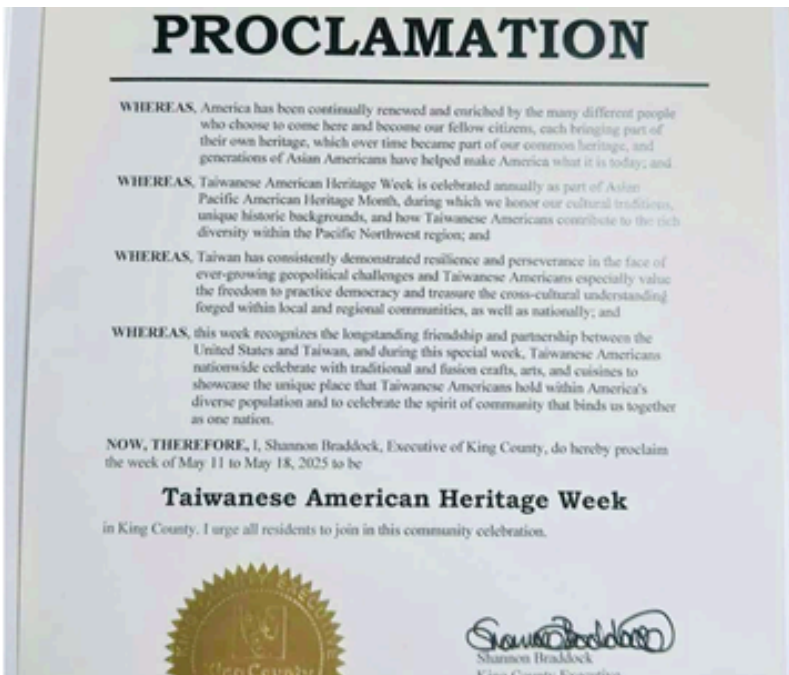 PROCLAMATION
WHEREAS, America has been continually renewed and enriched by the many different people
who choose to come here and become our fellow citizens, each bringing part of
their own heritage, which over time became part of our common heritage, and
generations of Asian Americans have helped make America what it is today; and
WHEREAS, Taiwanese American Heritage Week is celebrated annually as part of Asian
Pacific American Heritage Month, during which we honor our cultural traditions,
unique historic backgrounds, and how Taiwanese Americans contribute to the rich
diversity within the Pacific Northwest region; and
WHEREAS, Taiwan has consistently demonstrated resilience and perseverance in the face of
ever-growing geopolitical challenges and Taiwanese Americans especially value
the freedom to practice democracy and treasure the cross-cultural understanding
forged within local and regional communities, as well as nationally; and
WHEREAS, this week recognizes the longstanding friendship and partnership between the
United States and Taiwan, and during this special week, Taiwanese Americans
nationwide celebrate with traditional and fusion crafts, arts, and cuisines to
showcase the unique place that Taiwanese Americans hold within America's
diverse population and to celebrate the spirit of community that binds us together
as one nation.
NOW, THEREFORE, I, Shannon Braddock, Executive of King County, do hereby proclaim
the week of May 11 to May 18, 2025 to be
Taiwanese American Heritage Week
in King County. I urge all residents to join in this community celebration.
KING COUNTY EXECUTIVE
King County
Shannon Braddock
Shannon Braddock
King County Executive